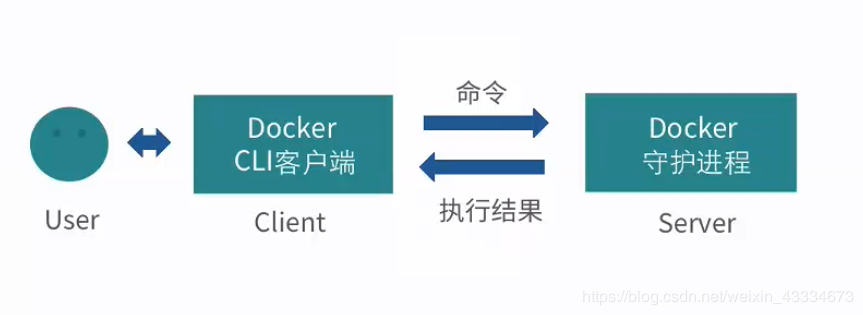 命令
Docker
CLI客户端
Docker
守护进程
执行结果
User
Client
Server
https://blog.csdn.net/weixin_43334673